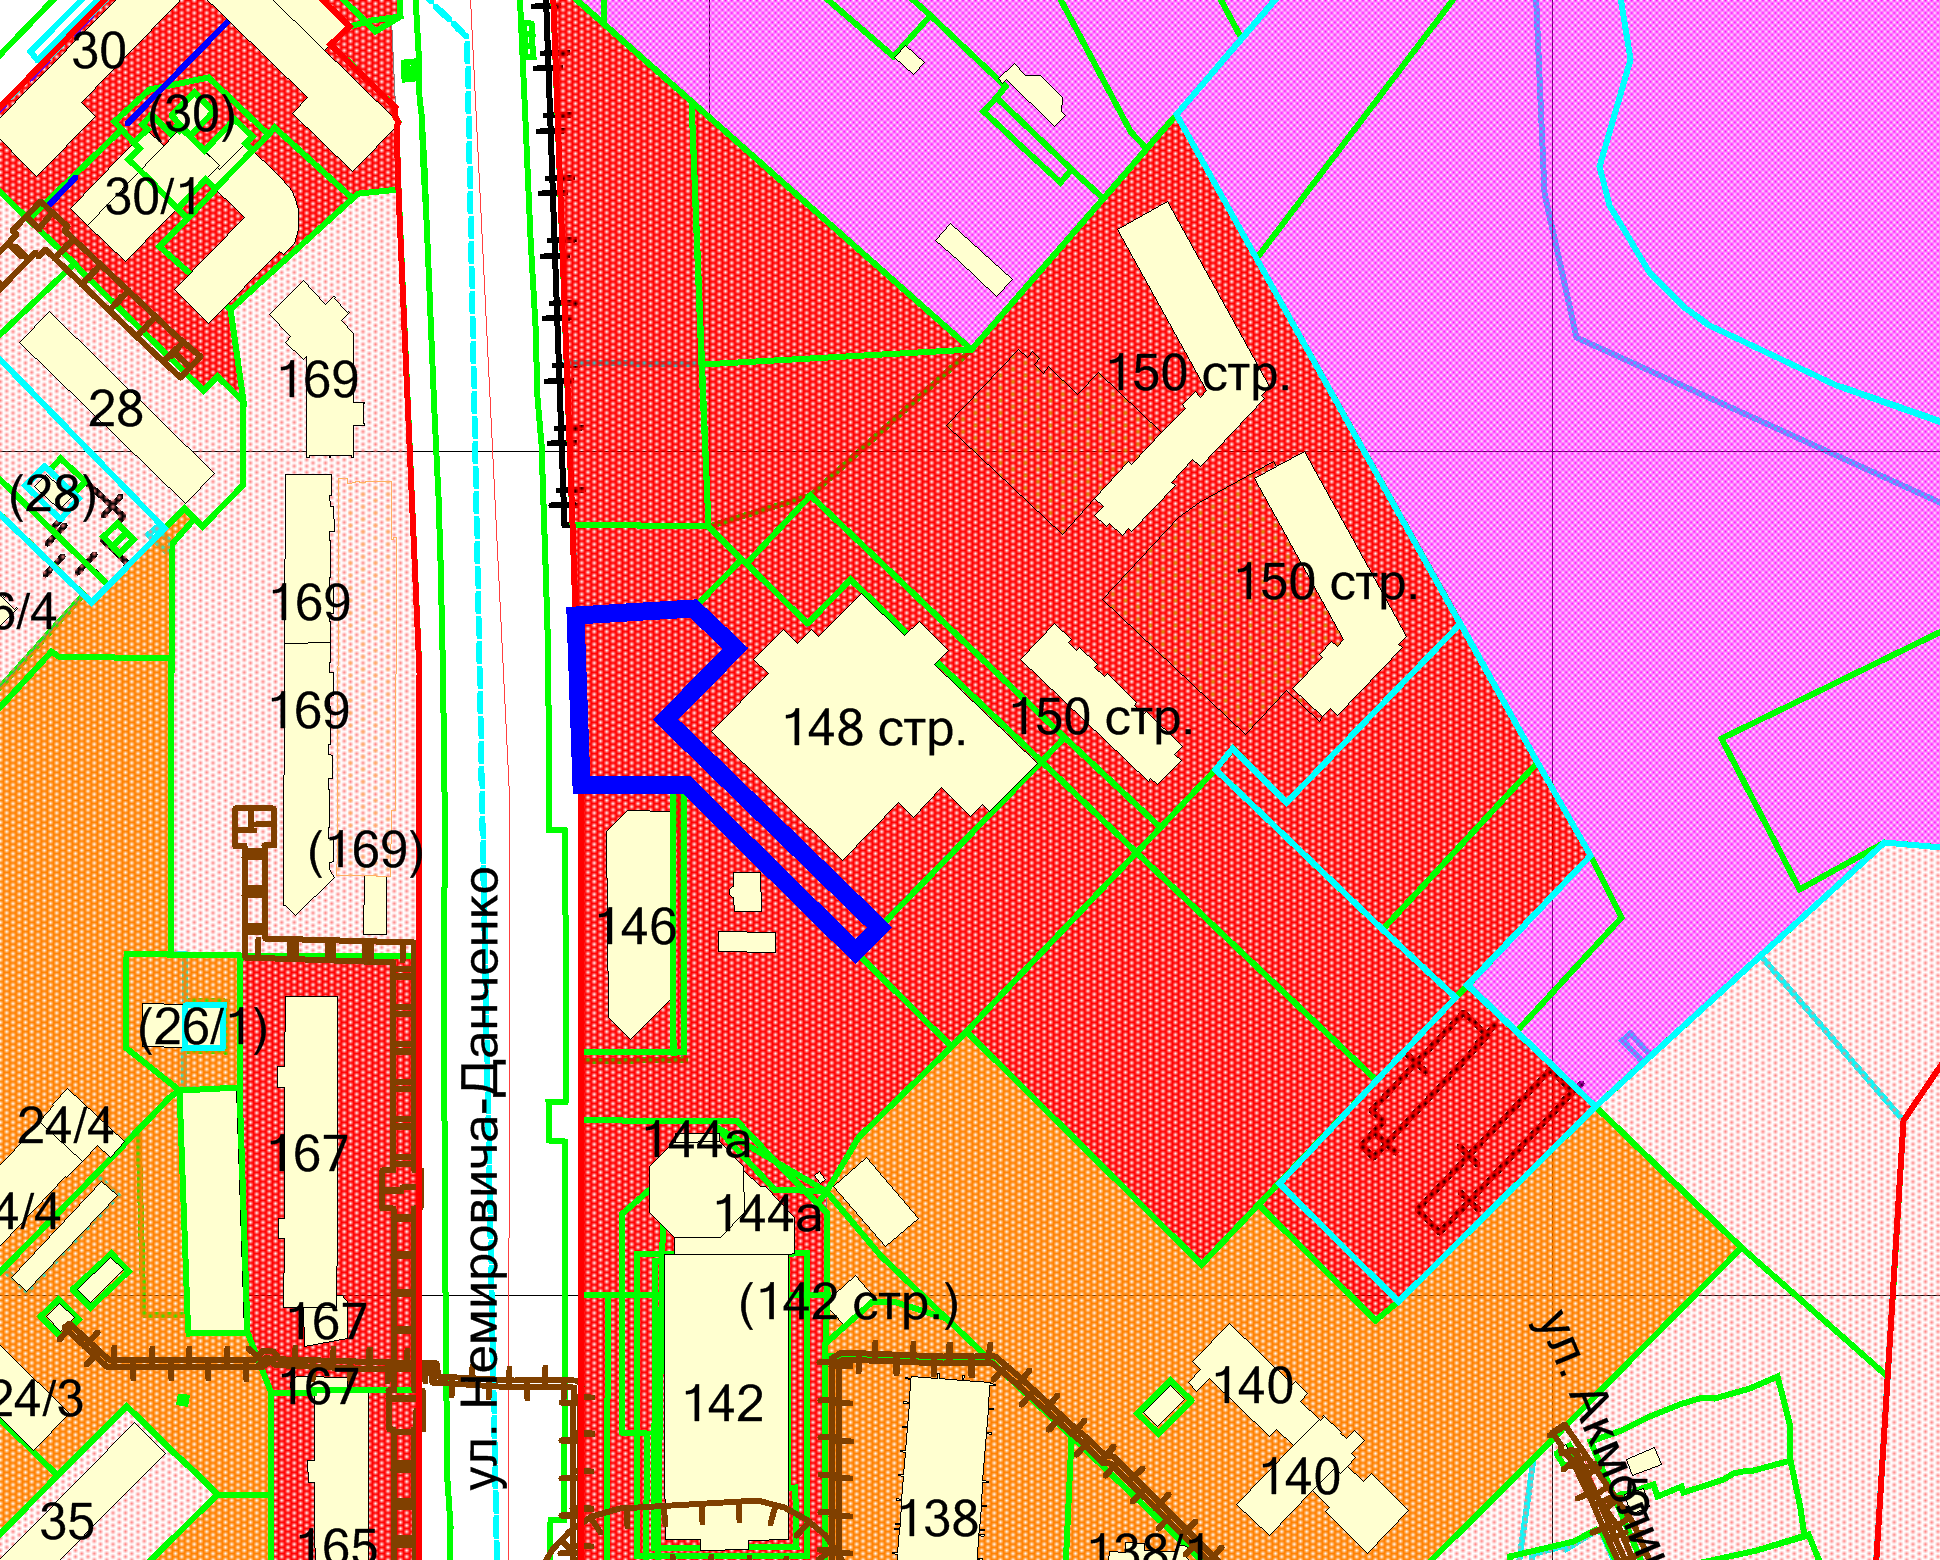 30
(30)
30/1
169
28
150 стр.
(28)
150 стр.
169
6/4
169
148 стр.
150 стр.
(169)
146
ул. Немировича-Данченко
(26/1)
24/4
144а
167
4/4
144а
(142 стр.)
167
ул.
167
24/3
142
140
140
35
138
165
138/1